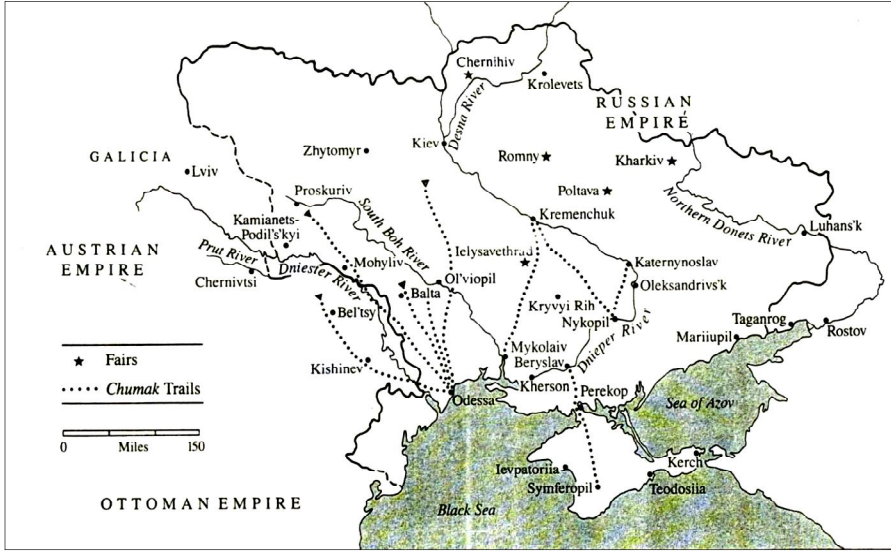 Chernihiv
Krolevets
Desna River
RUSSIAN
EMPIRE
GALICIA
Zhytomyr
Kiev
Romny
Kharkiv
Lviv
Poltava
Proskuriv
South Boh River
Kremenchuk
Northern Donets River
Luhans'k
Kamianets-
Podil's'kyi
AUSTRIAN
EMPIRE
Prut River
Dniester River
Mohyliv
Ielysavethrad
Katernynoslav
Chernivtsi
Ol'viopil
Oleksandrivs'k
Balta
Kryvyi Rih
Bel'tsy
Nykopil
Dnieper River
Taganrog
Rostov
Mariiupil
Fairs
Mykolaiv
Beryslav
Kishinev
Chumak Trails
Kherson
Perekop
Odessa
Sea of Azov
0 Miles 150
Kerch
Ievpatoriia
Symferopil
Teodosiia
OTTOMAN EMPIRE
Black Sea